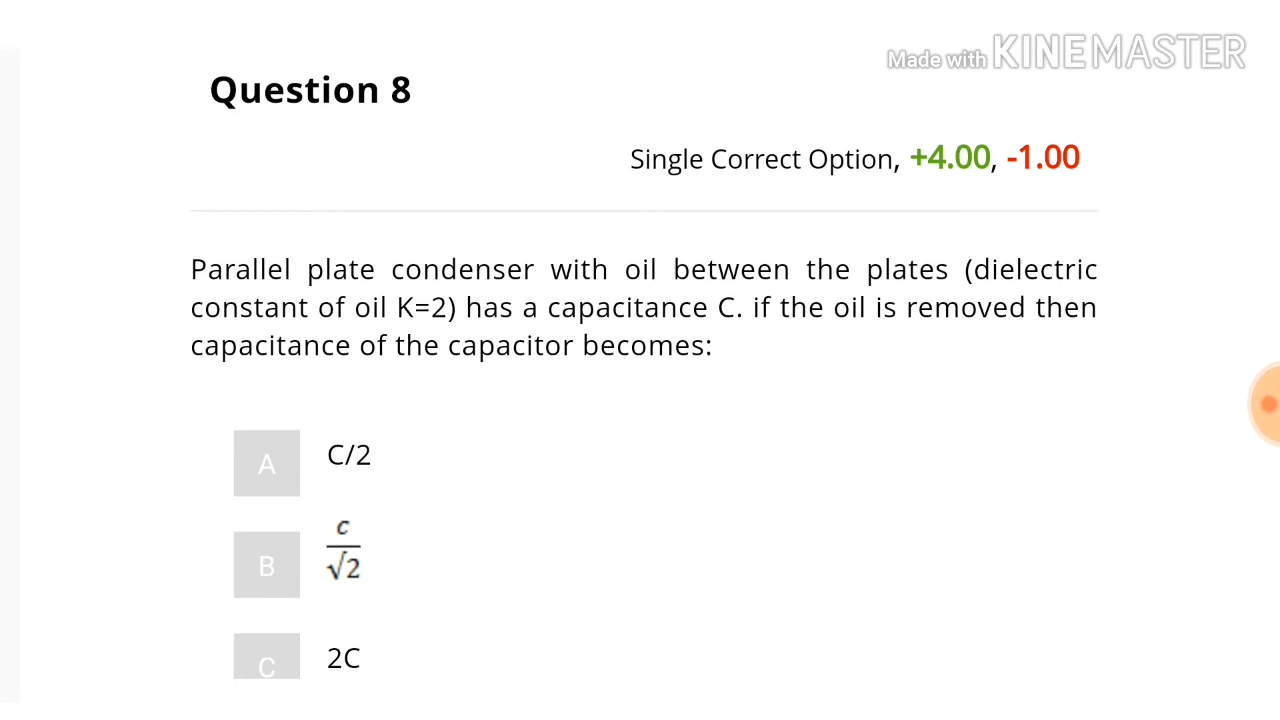 Made with KINEMASTER
Question 8
Single Correct Option, +4.00, -1.00
Parallel plate condenser with oil between the plates (dielectric
constant of oil K=2) has a capacitance C. if the oil is removed then
capacitance of the capacitor becomes:
A C/2
B c/√2
C 2C